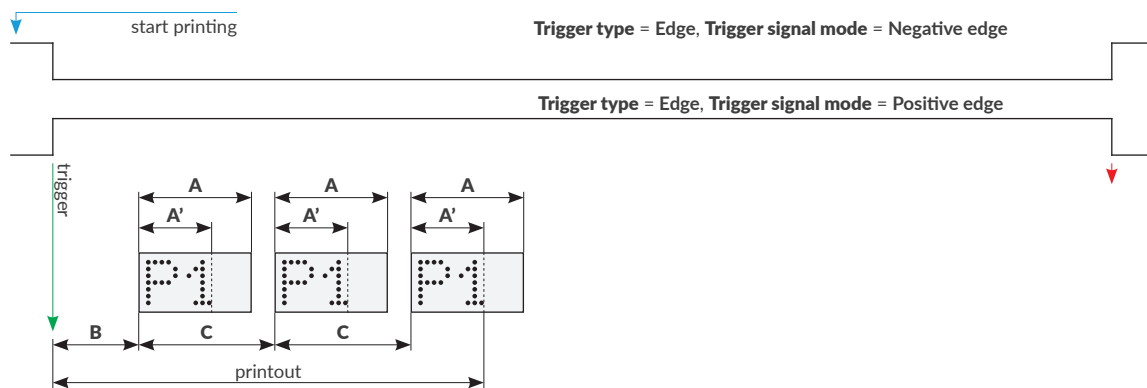 start printing
Trigger type = Edge, Trigger signal mode = Negative edge
Trigger type = Edge, Trigger signal mode = Positive edge
trigger
A A A
A' A' A'
P1 P1 P1
B C C
printout